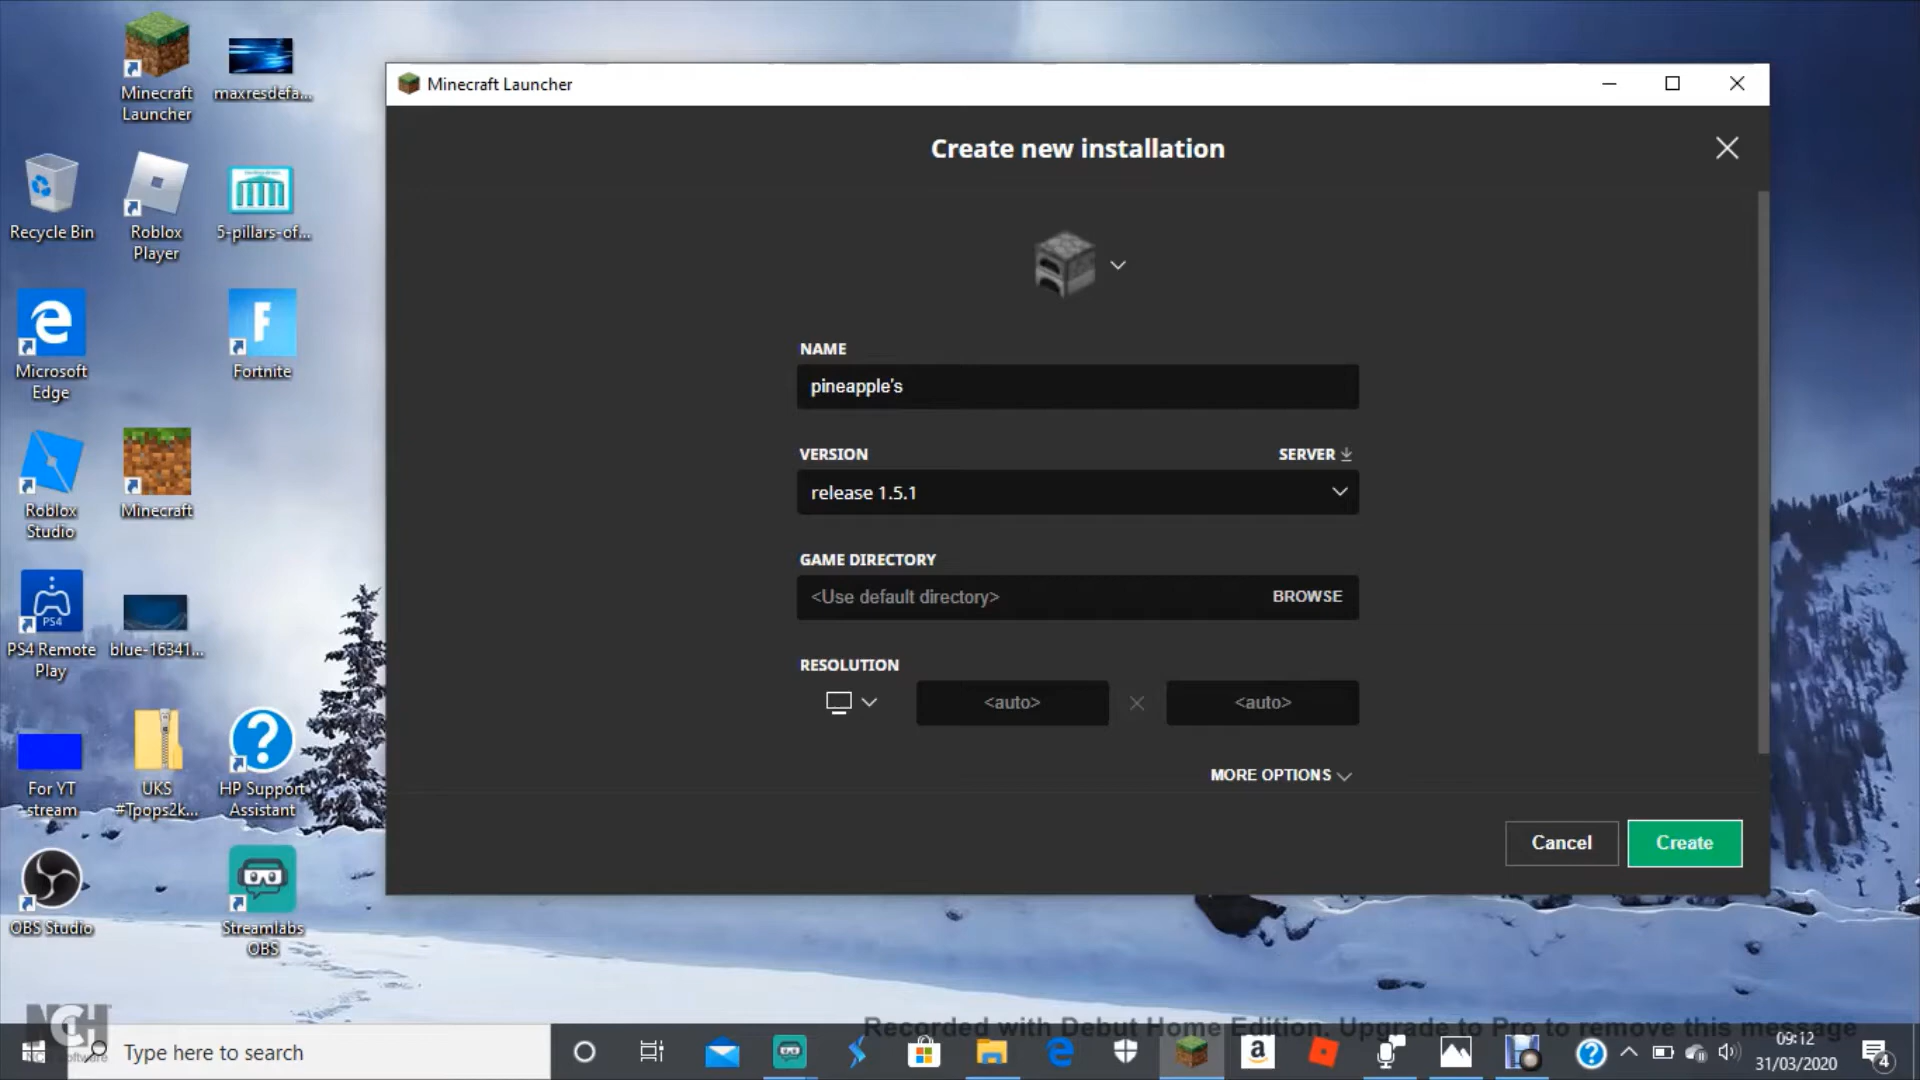 Minecraft
Launcher
maxresdefa...
Recycle Bin
Roblox
Player
5-pillars-of...
Microsoft
Edge
Fortnite
Roblox
Studio
Minecraft
PS4
PS4 Remote
Play
blue-16341...
For YT
stream
UKS
#Tpops2k...
HP Support
Assistant
OBS Studio
Streamlabs
OBS
Minecraft Launcher
Create new installation
NAME
pineapple's
VERSION
SERVER
release 1.5.1
GAME DIRECTORY
<Use default directory>
BROWSE
RESOLUTION
<auto>
<auto>
MORE OPTIONS
Cancel
Create
NCH
Recorded with Debut Home Edition. Upgrade to Pro to remove this message
Type here to search
09:12
31/03/2020
4